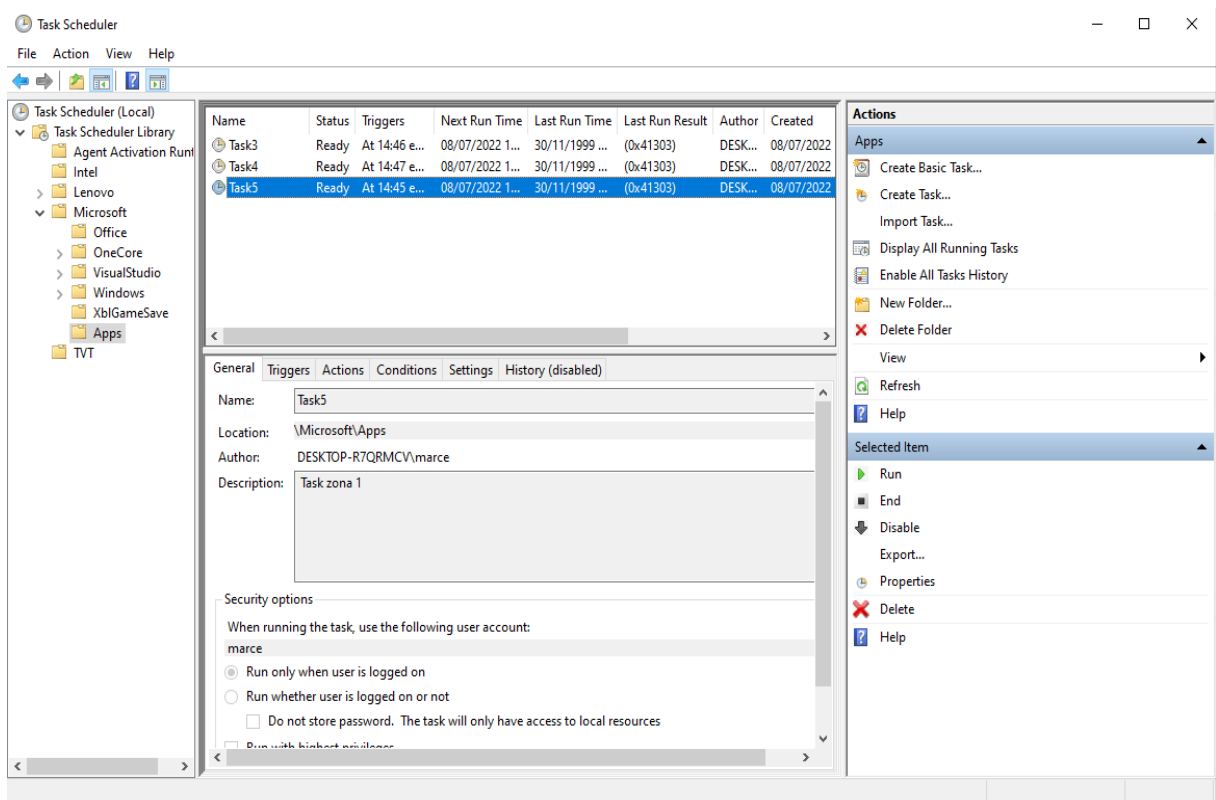 Task Scheduler
File Action View Help
Task Scheduler (Local)
Task Scheduler Library
Agent Activation Runt
Intel
Lenovo
Microsoft
Office
OneCore
VisualStudio
Windows
XblGameSave
Apps
TVT
Name Status Triggers Next Run Time Last Run Time Last Run Result Author Created
Task3 Ready At 14:46 e... 08/07/2022 1... 30/11/1999 ... (0x41303) DESK... 08/07/2022
Task4 Ready At 14:47 e... 08/07/2022 1... 30/11/1999 ... (0x41303) DESK... 08/07/2022
Task5 Ready At 14:45 e... 08/07/2022 1... 30/11/1999 ... (0x41303) DESK... 08/07/2022
General Triggers Actions Conditions Settings History (disabled)
Name: Task5
Location: \Microsoft\Apps
Author: DESKTOP-R7QRMCV\marce
Description: Task zona 1
Security options
When running the task, use the following user account:
marce
Run only when user is logged on
Run whether user is logged on or not
Do not store password. The task will only have access to local resources
Run with highest privileges
Actions
Apps
Create Basic Task...
Create Task...
Import Task...
Display All Running Tasks
Enable All Tasks History
New Folder...
Delete Folder
View
Refresh
Help
Selected Item
Run
End
Disable
Export...
Properties
Delete
Help